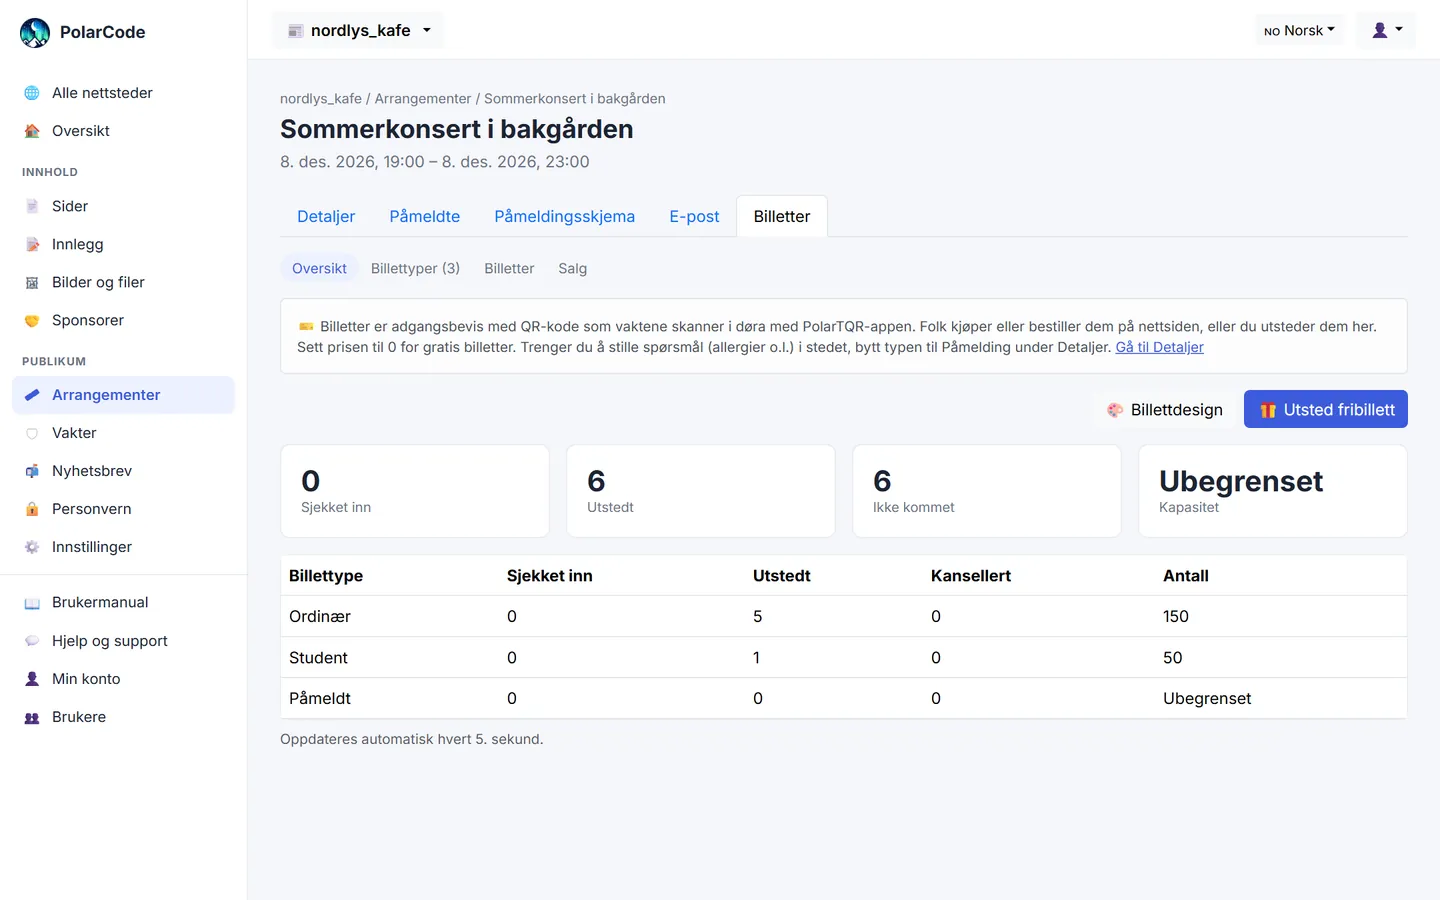 PolarCode
nordlys_kafe
NO Norsk
Alle nettsteder
Oversikt
INNHOLD
Sider
Innlegg
Bilder og filer
Sponsorer
PUBLIKUM
Arrangementer
Vakter
Nyhetsbrev
Personvern
Innstillinger
Brukermanual
Hjelp og support
Min konto
Brukere
nordlys_kafe / Arrangementer / Sommerkonsert i bakgården
Sommerkonsert i bakgården
8. des. 2026, 19:00 – 8. des. 2026, 23:00
Detaljer Påmeldte Påmeldingsskjema E-post Billetter
Oversikt Billettyper (3) Billetter Salg
Billetter er adgangsbevis med QR-kode som vaktene skanner i døra med PolarTQR-appen. Folk kjøper eller bestiller dem på nettsiden, eller du utsteder dem her.
Sett prisen til 0 for gratis billetter. Trenger du å stille spørsmål (allergier o.l.) i stedet, bytt typen til Påmelding under Detaljer. Gå til Detaljer
Billettdesign Utsted fribillett
0 6 6 Ubegrenset
Sjekket inn Utstedt Ikke kommet Kapasitet
Billettype Sjekket inn Utstedt Kansellert Antall
Ordinær 0 5 0 150
Student 0 1 0 50
Påmeldt 0 0 0 Ubegrenset
Oppdateres automatisk hvert 5. sekund.